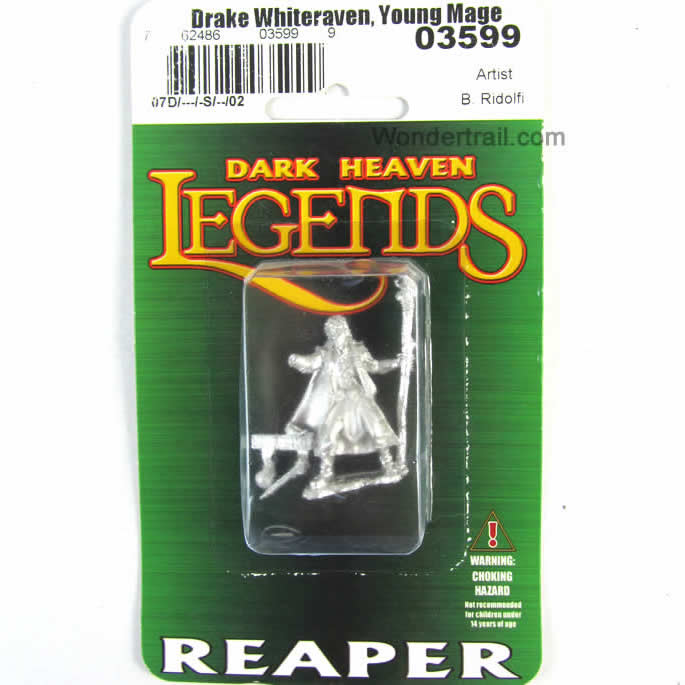 Drake Whiteraven, Young Mage
7 62486 03599 9
03599
Artist
07D/---/-S/--/02
B. Ridolfi
Wondertrail.com
DARK HEAVEN
LEGENDS
WARNING:
CHOKING
HAZARD
Not recommended
for children under
14 years of age
REAPER